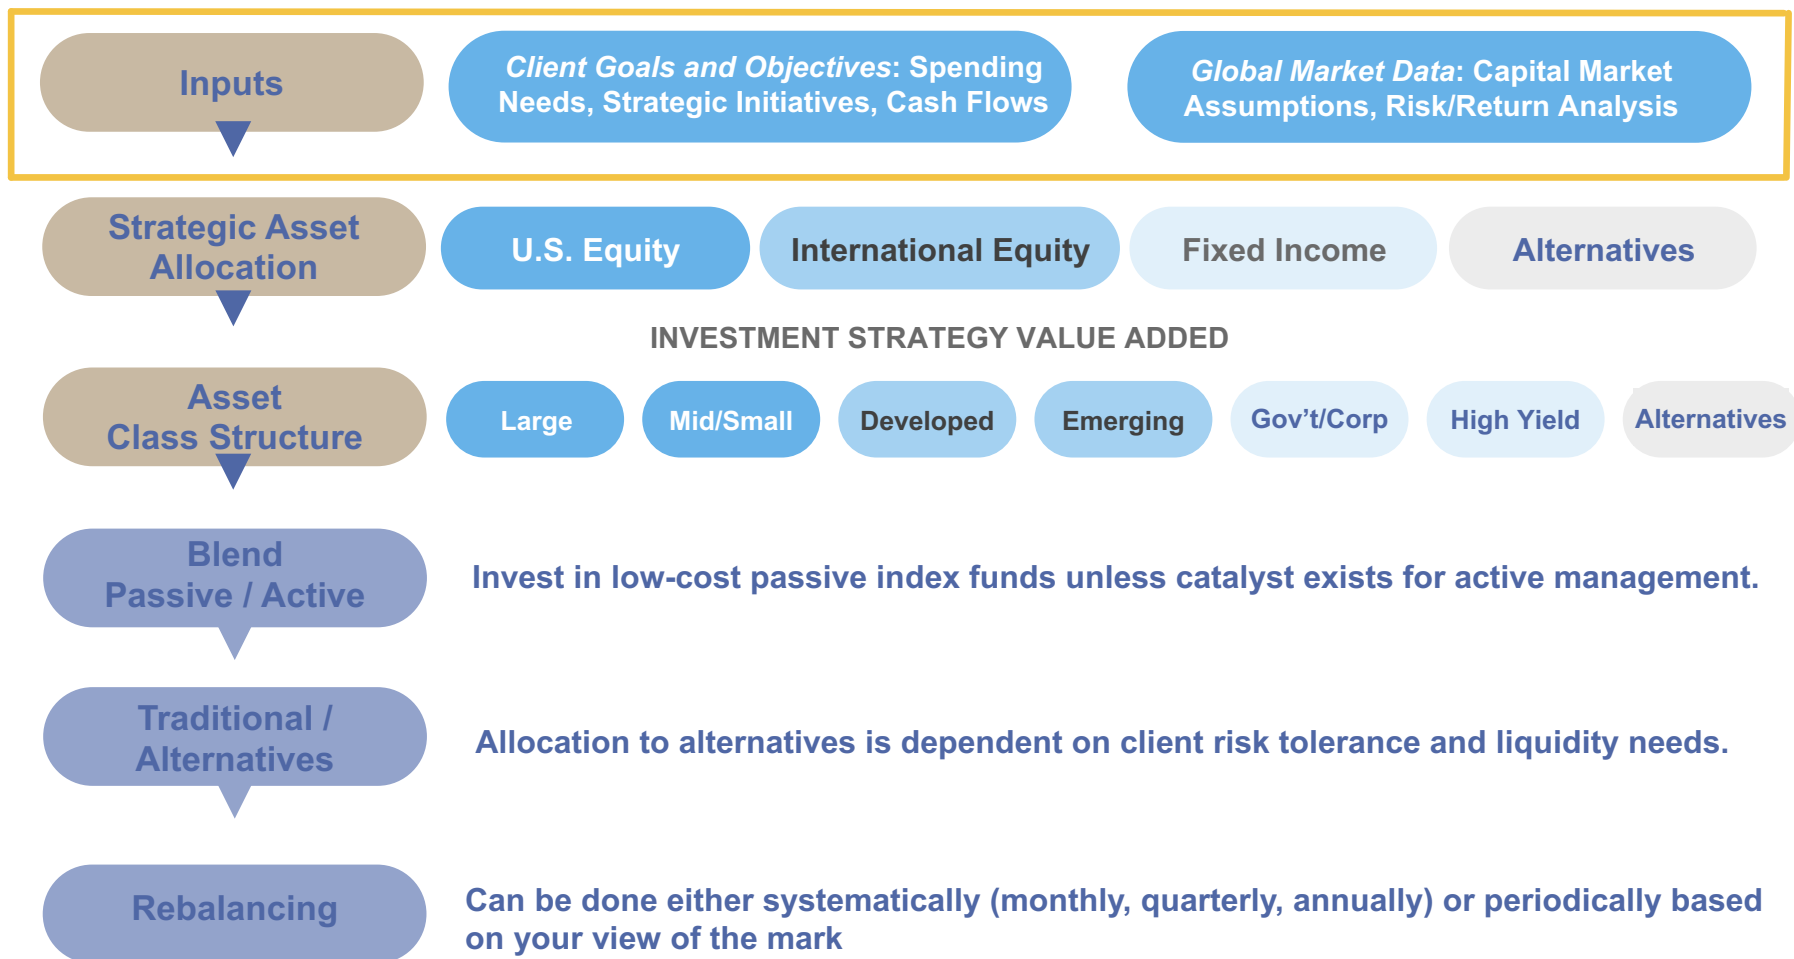 Inputs
Client Goals and Objectives: Spending
Needs, Strategic Initiatives, Cash Flows
Global Market Data: Capital Market
Assumptions, Risk/Return Analysis
Strategic Asset
Allocation
U.S. Equity
International Equity
Fixed Income
Alternatives
INVESTMENT STRATEGY VALUE ADDED
Asset
Class Structure
Large
Mid/Small
Developed
Emerging
Gov’t/Corp
High Yield
Alternatives
Blend
Passive / Active
Invest in low-cost passive index funds unless catalyst exists for active management.
Traditional /
Alternatives
Allocation to alternatives is dependent on client risk tolerance and liquidity needs.
Rebalancing
Can be done either systematically (monthly, quarterly, annually) or periodically based
on your view of the mark